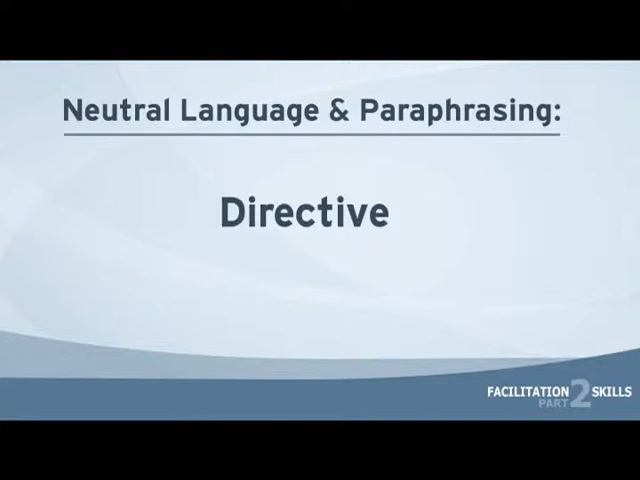 Neutral Language & Paraphrasing:
Directive
FACILITATION 2 SKILLS
PART